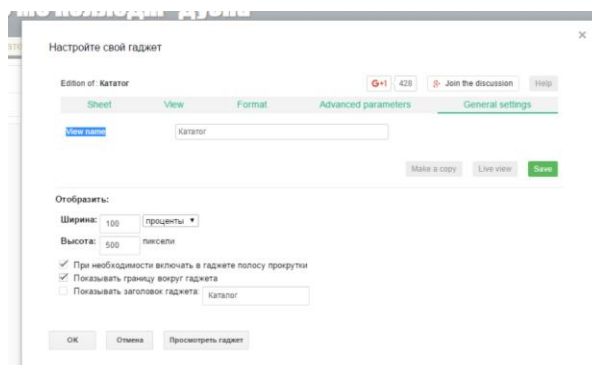 Настройте свой гаджет
Edition of: Кататог
G+1 428 Join the discussion Help
Sheet View Format Advanced parameters General settings
View name Каталог
Make a copy Live view Save
Отобразить:
Ширина: 100 проценты
Высота: 500 пиксели
При необходимости включать в гаджете полосу прокрутки
Показывать границу вокруг гаджета
Показывать заголовок гаджета: Каталог
ОК Отмена Просмотреть гаджет